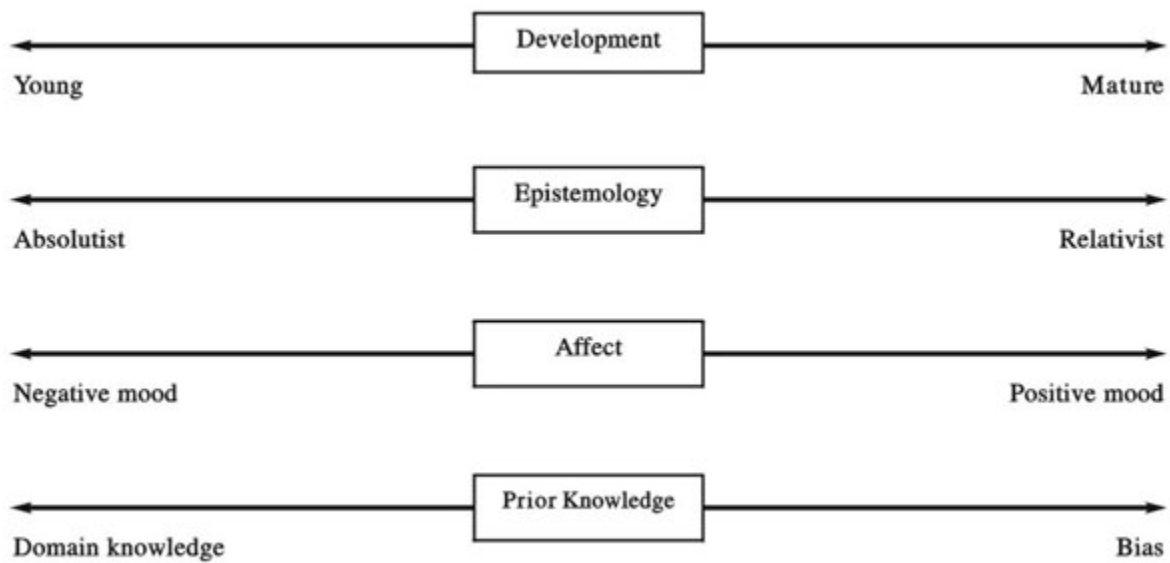 Development
Young
Mature
Epistemology
Absolutist
Relativist
Affect
Negative mood
Positive mood
Prior Knowledge
Domain knowledge
Bias